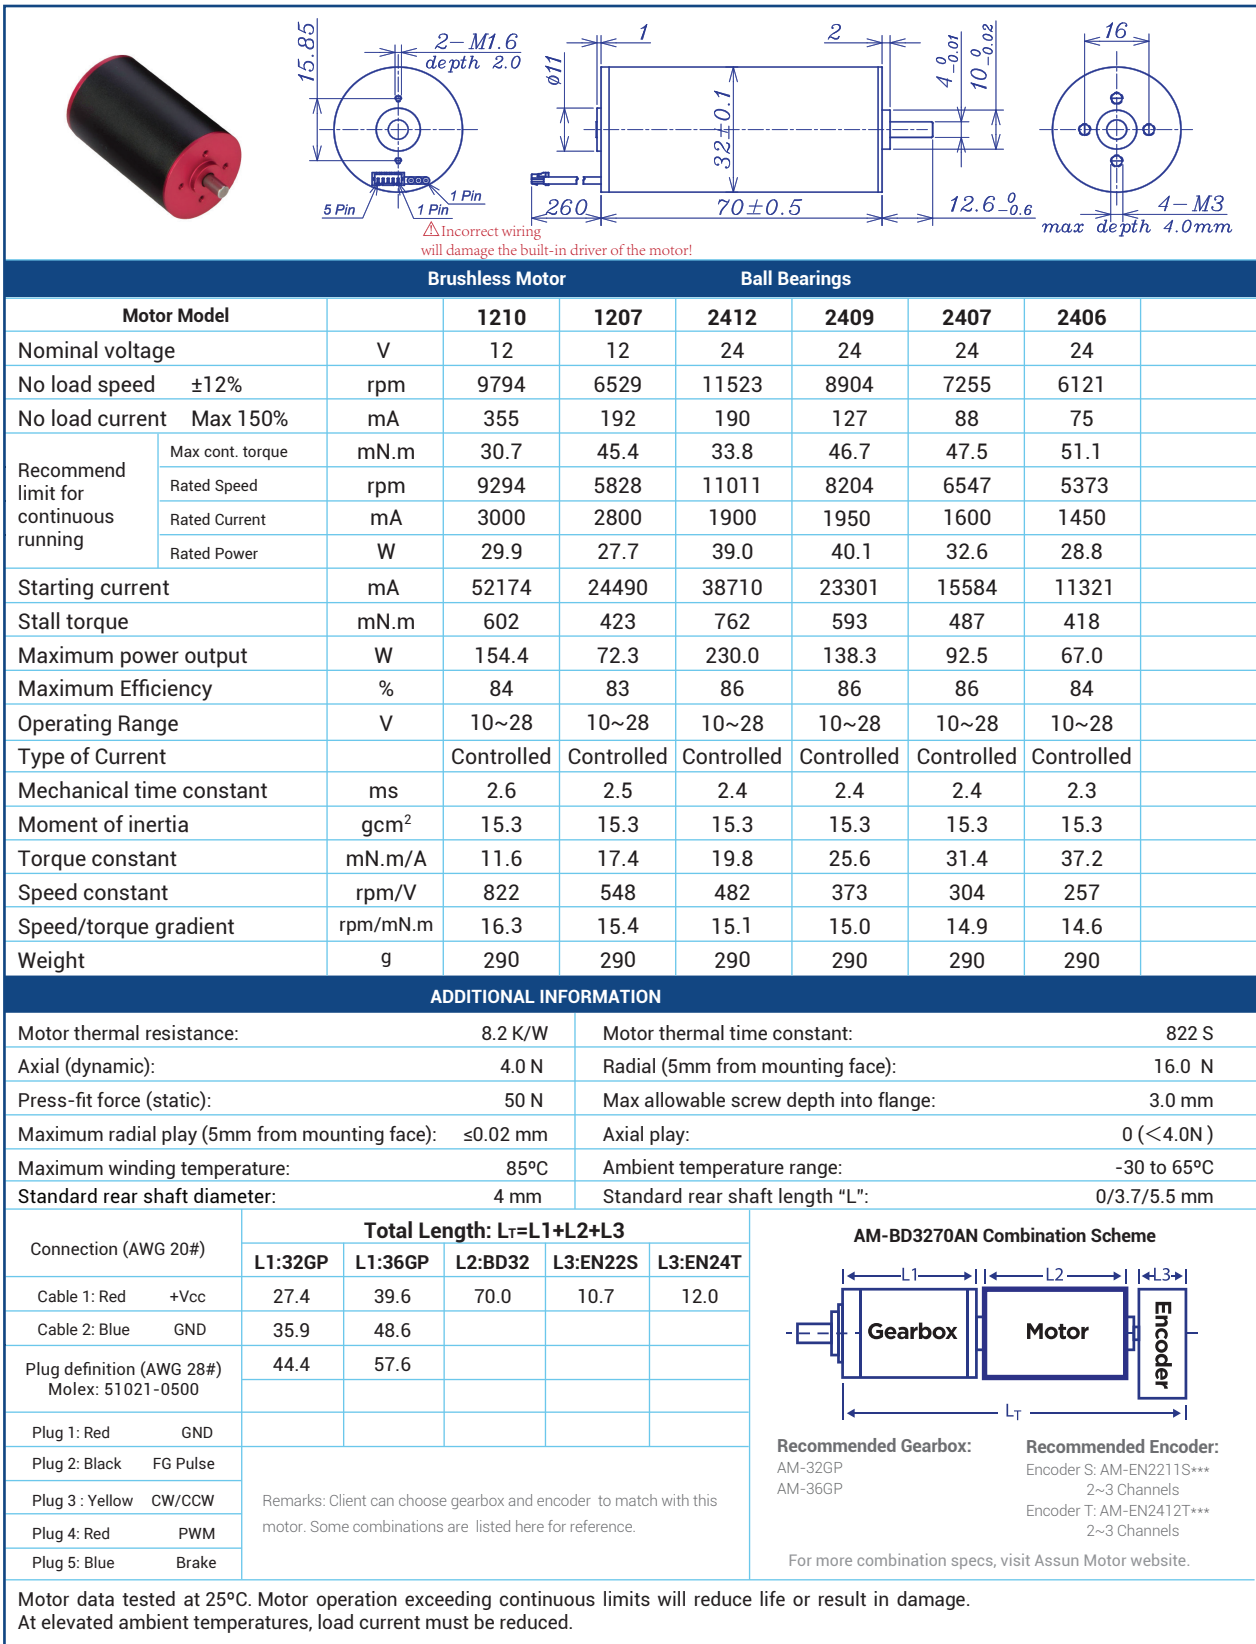 15.85
2-M1.6
depth 2.0
ø11
1
2
32±0.1
4 0 -0.01
10 0 -0.02
16
5 Pin
1 Pin
1 Pin
260
70±0.5
12.6 0 -0.6
4-M3
max depth 4.0mm
⚠Incorrect wiring
will damage the built-in driver of the motor!
Brushless Motor Ball Bearings
Motor Model 1210 1207 2412 2409 2407 2406
Nominal voltage V 12 12 24 24 24 24
No load speed ±12% rpm 9794 6529 11523 8904 7255 6121
No load current Max 150% mA 355 192 190 127 88 75
Recommend
limit for
continuous
running
Max cont. torque mN.m 30.7 45.4 33.8 46.7 47.5 51.1
Rated Speed rpm 9294 5828 11011 8204 6547 5373
Rated Current mA 3000 2800 1900 1950 1600 1450
Rated Power W 29.9 27.7 39.0 40.1 32.6 28.8
Starting current mA 52174 24490 38710 23301 15584 11321
Stall torque mN.m 602 423 762 593 487 418
Maximum power output W 154.4 72.3 230.0 138.3 92.5 67.0
Maximum Efficiency % 84 83 86 86 86 84
Operating Range V 10~28 10~28 10~28 10~28 10~28 10~28
Type of Current Controlled Controlled Controlled Controlled Controlled Controlled
Mechanical time constant ms 2.6 2.5 2.4 2.4 2.4 2.3
Moment of inertia gcm² 15.3 15.3 15.3 15.3 15.3 15.3
Torque constant mN.m/A 11.6 17.4 19.8 25.6 31.4 37.2
Speed constant rpm/V 822 548 482 373 304 257
Speed/torque gradient rpm/mN.m 16.3 15.4 15.1 15.0 14.9 14.6
Weight g 290 290 290 290 290 290
ADDITIONAL INFORMATION
Motor thermal resistance: 8.2 K/W Motor thermal time constant: 822 S
Axial (dynamic): 4.0 N Radial (5mm from mounting face): 16.0 N
Press-fit force (static): 50 N Max allowable screw depth into flange: 3.0 mm
Maximum radial play (5mm from mounting face): ≤0.02 mm Axial play: 0 (＜4.0N )
Maximum winding temperature: 85ºC Ambient temperature range: -30 to 65ºC
Standard rear shaft diameter: 4 mm Standard rear shaft length “L”: 0/3.7/5.5 mm
Connection (AWG 20#)
Cable 1: Red +Vcc
Cable 2: Blue GND
Plug definition (AWG 28#)
Molex: 51021-0500
Plug 1: Red GND
Plug 2: Black FG Pulse
Plug 3 : Yellow CW/CCW
Plug 4: Red PWM
Plug 5: Blue Brake
Total Length: LT=L1+L2+L3
L1:32GP L1:36GP L2:BD32 L3:EN22S L3:EN24T
27.4 39.6 70.0 10.7 12.0
35.9 48.6
44.4 57.6
Remarks: Client can choose gearbox and encoder to match with this
motor. Some combinations are listed here for reference.
AM-BD3270AN Combination Scheme
L1 L2 L3
Gearbox Motor Encoder
LT
Recommended Gearbox:
AM-32GP
AM-36GP
Recommended Encoder:
Encoder S: AM-EN2211S***
2~3 Channels
Encoder T: AM-EN2412T***
2~3 Channels
For more combination specs, visit Assun Motor website.
Motor data tested at 25ºC. Motor operation exceeding continuous limits will reduce life or result in damage.
At elevated ambient temperatures, load current must be reduced.